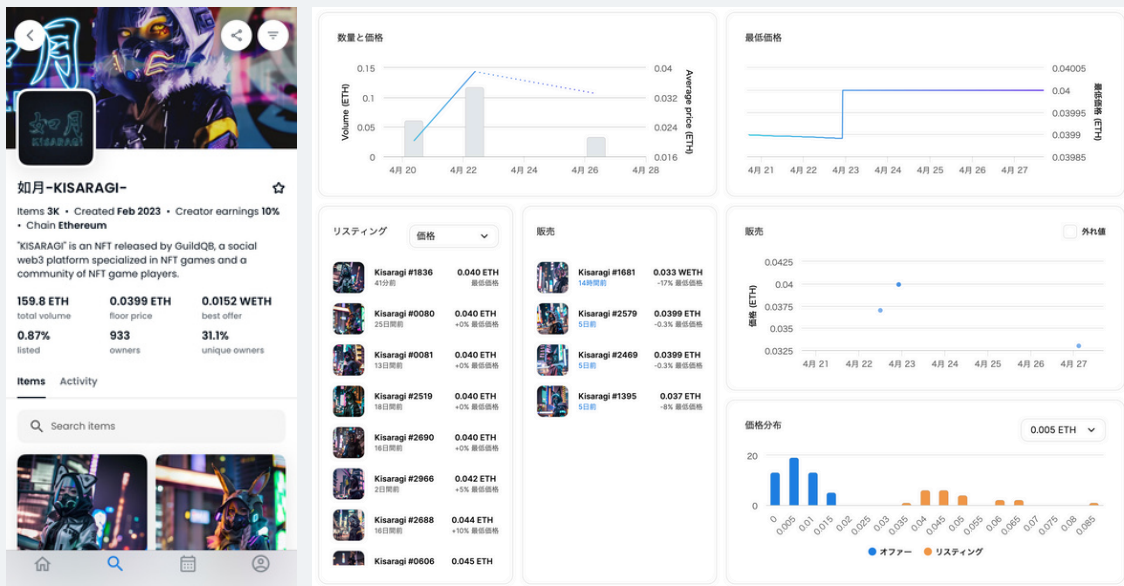 如月
如月
KISARAGI
如月-KISARAGI-
Items 3K • Created Feb 2023 • Creator earnings 10%
• Chain Ethereum
"KISARAGI" is an NFT released by GuildQB, a social
web3 platform specialized in NFT games and a
community of NFT game players.
159.8 ETH 0.0399 ETH 0.0152 WETH
total volume floor price best offer
0.87% 933 31.1%
listed owners unique owners
Items Activity
Search items
数量と価格
Volume (ETH)
0.15
0.1
0.05
0
0.04
0.032
0.024
0.016
Average price (ETH)
4月 20 4月 22 4月 24 4月 26 4月 28
最低価格
0.04005
0.04
0.03995
0.0399
0.03985
最低価格 (ETH)
4月 21 4月 22 4月 23 4月 24 4月 25 4月 26 4月 27
リスティング 価格
Kisaragi #1836 0.040 ETH
41分前 最低価格
Kisaragi #0080 0.040 ETH
25日間前 +0% 最低価格
Kisaragi #0081 0.040 ETH
13日間前 +0% 最低価格
Kisaragi #2519 0.040 ETH
18日間前 +0% 最低価格
Kisaragi #2690 0.040 ETH
16日間前 +0% 最低価格
Kisaragi #2966 0.042 ETH
2日間前 +5% 最低価格
Kisaragi #2688 0.044 ETH
16日間前 +10% 最低価格
Kisaragi #0606 0.045 ETH
販売
Kisaragi #1681 0.033 WETH
14時間前 -17% 最低価格
Kisaragi #2579 0.0399 ETH
5日前 -0.3% 最低価格
Kisaragi #2469 0.0399 ETH
5日前 -0.3% 最低価格
Kisaragi #1395 0.037 ETH
5日前 -8% 最低価格
販売 外れ値
価格 (ETH)
0.0425
0.04
0.0375
0.035
0.0325
4月 21 4月 22 4月 23 4月 24 4月 25 4月 26 4月 27
価格分布 0.005 ETH
20
0
0 0.005 0.01 0.015 0.02 0.025 0.03 0.035 0.04 0.045 0.05 0.055 0.06 0.065 0.07 0.075 0.08 0.085
オファー リスティング